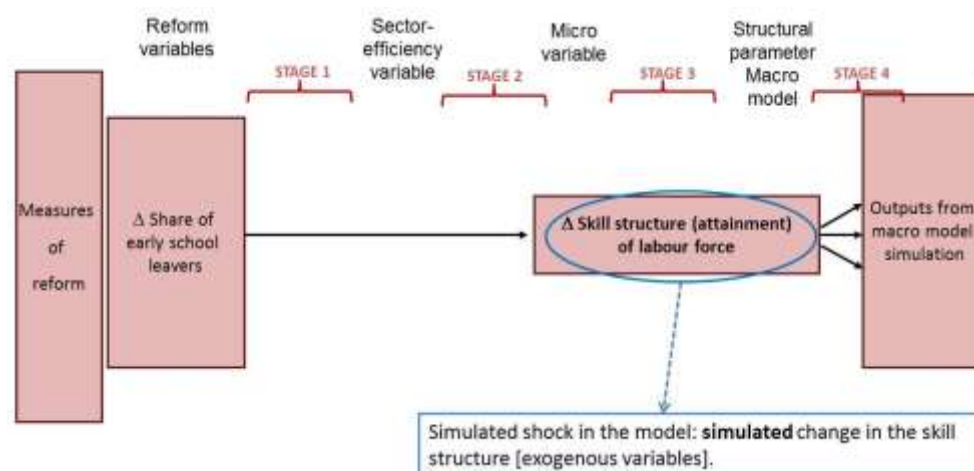 Reform
variables
Sector-
efficiency
variable
Micro
variable
Structural
parameter
Macro
model
STAGE 1
STAGE 2
STAGE 3
STAGE 4
Measures
of
reform
Δ Share of
early school
leavers
Δ Skill structure (attainment)
of labour force
Outputs from
macro model
simulation
Simulated shock in the model: simulated change in the skill
structure [exogenous variables].